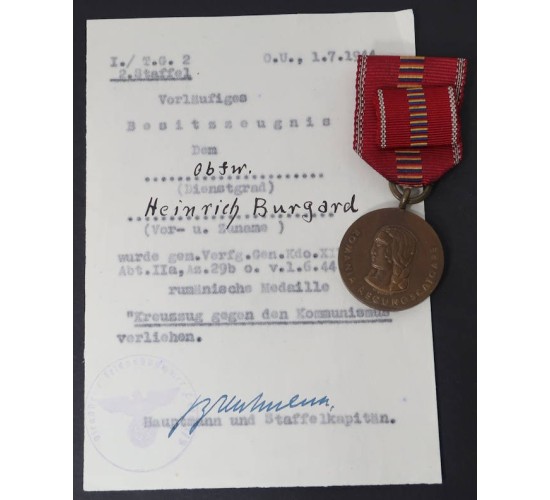 I./ T.G. 2 O.U., 1.7.1944
2.Staffel
Vorläufiges
Besitzzeugnis
Dem
Obfw.
(Dienstgrad)
Heinrich Burgard
(Vor- u. Zuname )
wurde gem.Verfg.Gen.Kdo.XI
Abt.IIa,Az.29b o. v.1.6.44
rumänische Medaille
"Kreuzzug gegen den Kommunismus
verliehen.
Hauptmann und Staffelkapitän.